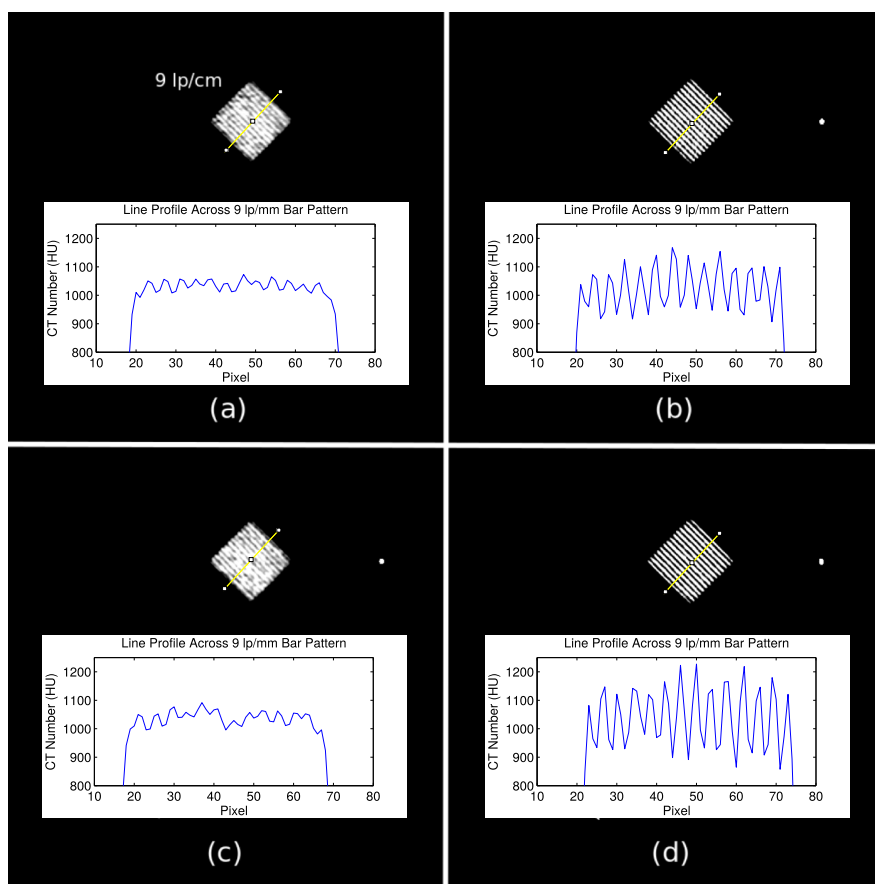 9 lp/cm
Line Profile Across 9 lp/mm Bar Pattern
CT Number (HU)
1200
1100
1000
900
800
10 20 30 40 50 60 70 80
Pixel
(a)
Line Profile Across 9 lp/mm Bar Pattern
CT Number (HU)
1200
1100
1000
900
800
10 20 30 40 50 60 70 80
Pixel
(b)
Line Profile Across 9 lp/mm Bar Pattern
CT Number (HU)
1200
1100
1000
900
800
10 20 30 40 50 60 70 80
Pixel
(c)
Line Profile Across 9 lp/mm Bar Pattern
CT Number (HU)
1200
1100
1000
900
800
10 20 30 40 50 60 70 80
Pixel
(d)